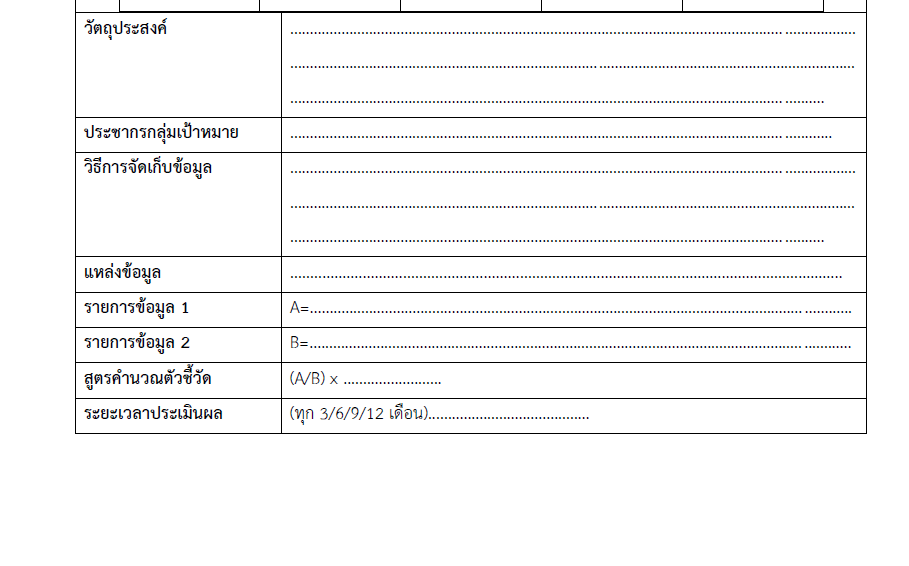 วัตถุประสงค์ ........................................................................................................................ ..................
.............................................................................. .................................................................
............................................................................................................................. ..........
ประชากรกลุ่มเป้าหมาย ............................................................................................................................. ............
วิธีการจัดเก็บข้อมูล ............................................................................................................................. ..................
.............................................................................. .................................................................
............................................................................................................................. ..........
แหล่งข้อมูล ............................................................................................................................................
รายการข้อมูล 1 A=............................................................................................................................. ............
รายการข้อมูล 2 B=............................................................................................................................. ............
สูตรคำนวณตัวชี้วัด (A/B) x .........................
ระยะเวลาประเมินผล (ทุก 3/6/9/12 เดือน).........................................